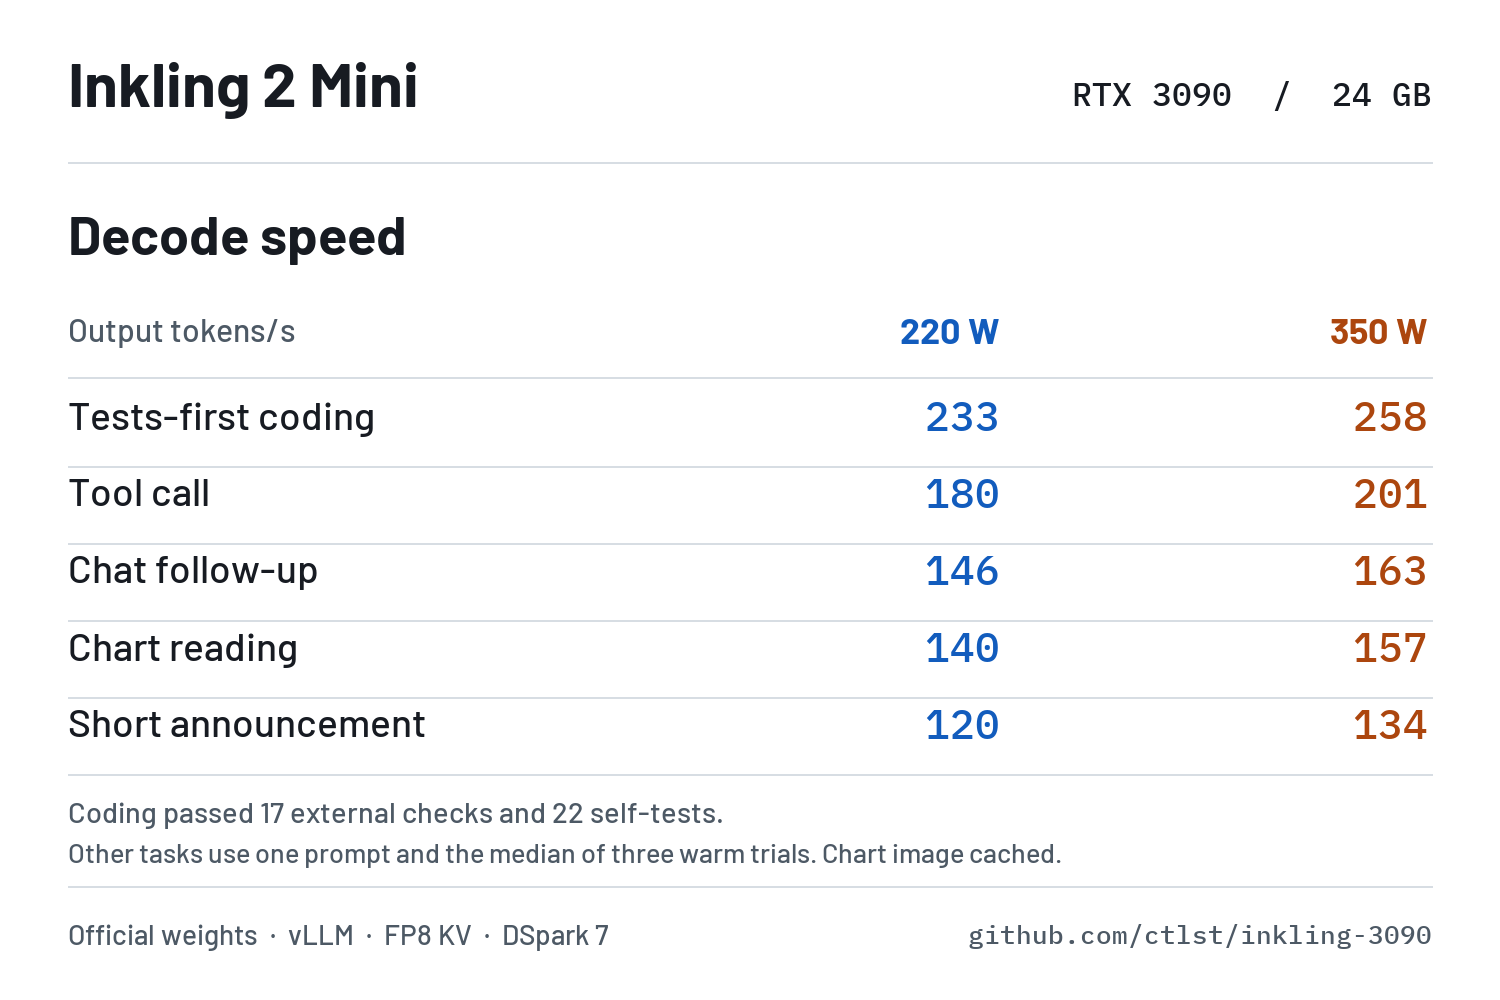 Inkling 2 Mini
RTX 3090 / 24 GB
Decode speed
Output tokens/s 220 W 350 W
Tests-first coding 233 258
Tool call 180 201
Chat follow-up 146 163
Chart reading 140 157
Short announcement 120 134
Coding passed 17 external checks and 22 self-tests.
Other tasks use one prompt and the median of three warm trials. Chart image cached.
Official weights · vLLM · FP8 KV · DSpark 7
github.com/ctlst/inkling-3090